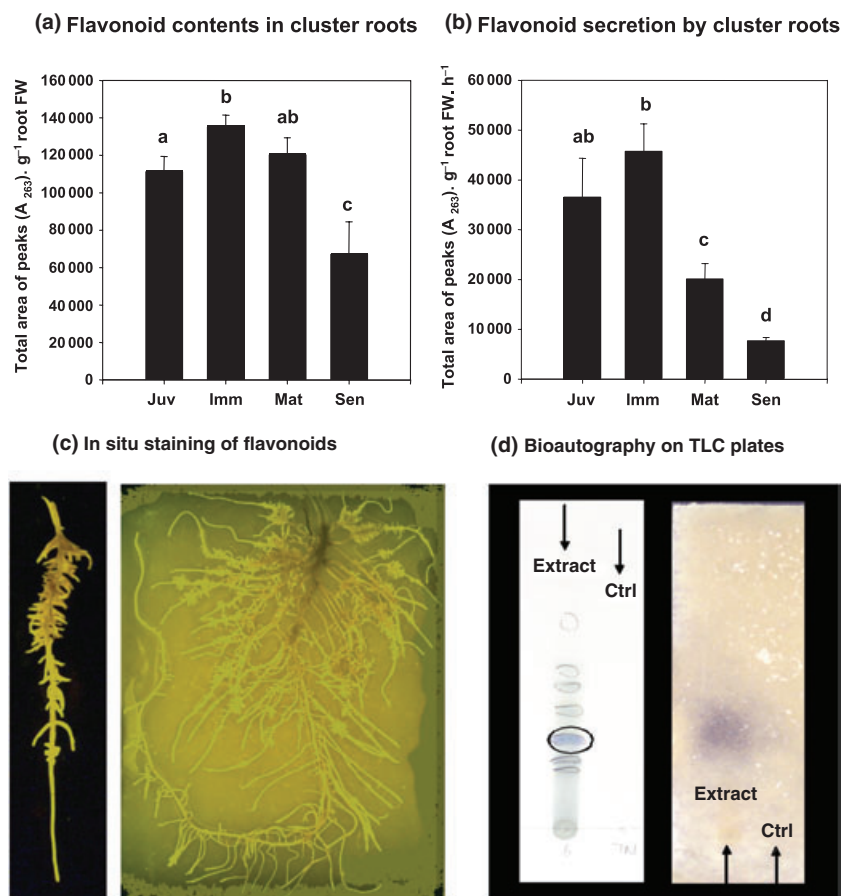 (a) Flavonoid contents in cluster roots
Total area of peaks (A 263). g⁻¹ root FW
160 000
140 000
120 000
100 000
80 000
60 000
40 000
20 000
0
a
b
ab
c
Juv Imm Mat Sen
(b) Flavonoid secretion by cluster roots
Total area of peaks (A 263). g⁻¹ root FW. h⁻¹
60 000
50 000
40 000
30 000
20 000
10 000
0
ab
b
c
d
Juv Imm Mat Sen
(c) In situ staining of flavonoids
(d) Bioautography on TLC plates
Extract
Ctrl
Extract
Ctrl